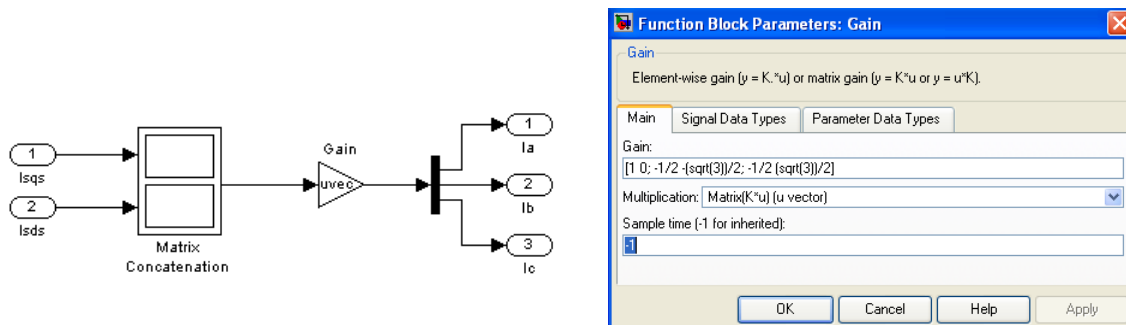 1
Isqs
2
Isds
Matrix
Concatenation
Gain
uvec
1
Ia
2
Ib
3
Ic
Function Block Parameters: Gain
Gain
Element-wise gain (y = K.*u) or matrix gain (y = K*u or y = u*K).
Main Signal Data Types Parameter Data Types
Gain:
[1 0; -1/2 -(sqrt(3))/2; -1/2 (sqrt(3))/2]
Multiplication: Matrix(K*u) (u vector)
Sample time (-1 for inherited):
-1
OK Cancel Help Apply